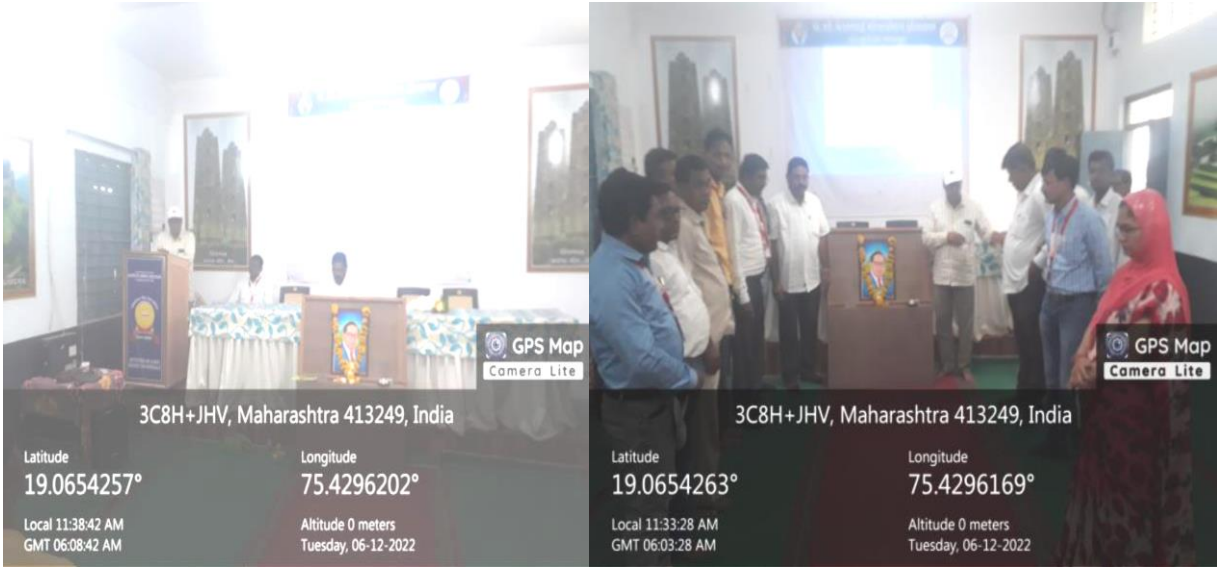 GPS Map
Camera Lite
3C8H+JHV, Maharashtra 413249, India
Latitude
19.0654257°
Longitude
75.4296202°
Local 11:38:42 AM
GMT 06:08:42 AM
Altitude 0 meters
Tuesday, 06-12-2022
GPS Map
Camera Lite
3C8H+JHV, Maharashtra 413249, India
Latitude
19.0654263°
Longitude
75.4296169°
Local 11:33:28 AM
GMT 06:03:28 AM
Altitude 0 meters
Tuesday, 06-12-2022